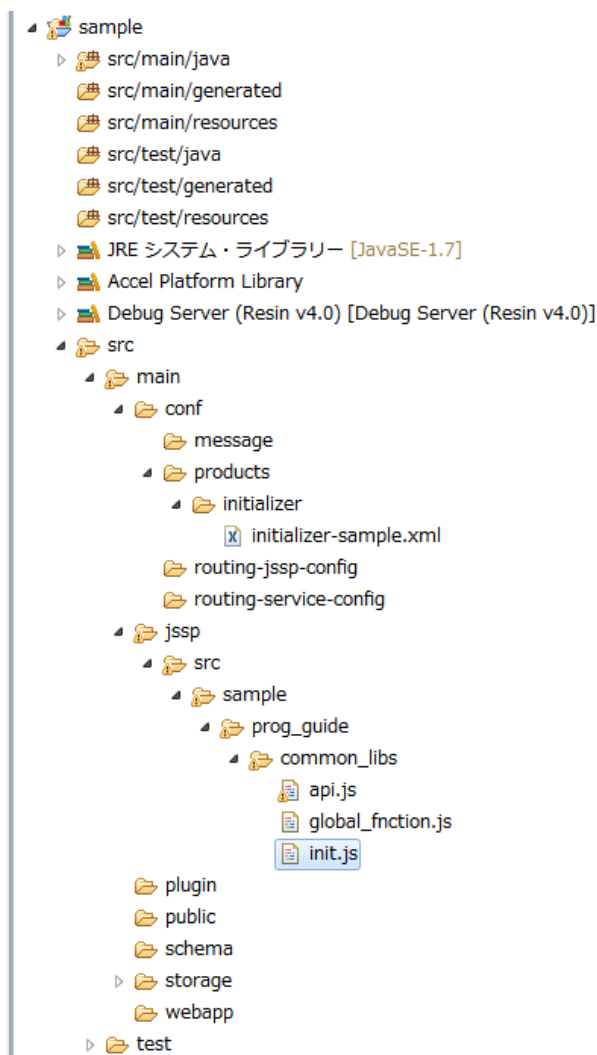 sample
src/main/java
src/main/generated
src/main/resources
src/test/java
src/test/generated
src/test/resources
JRE システム・ライブラリー [JavaSE-1.7]
Accel Platform Library
Debug Server (Resin v4.0) [Debug Server (Resin v4.0)]
src
main
conf
message
products
initializer
initializer-sample.xml
routing-jssp-config
routing-service-config
jssp
src
sample
prog_guide
common_libs
api.js
global_fnction.js
init.js
plugin
public
schema
storage
webapp
test